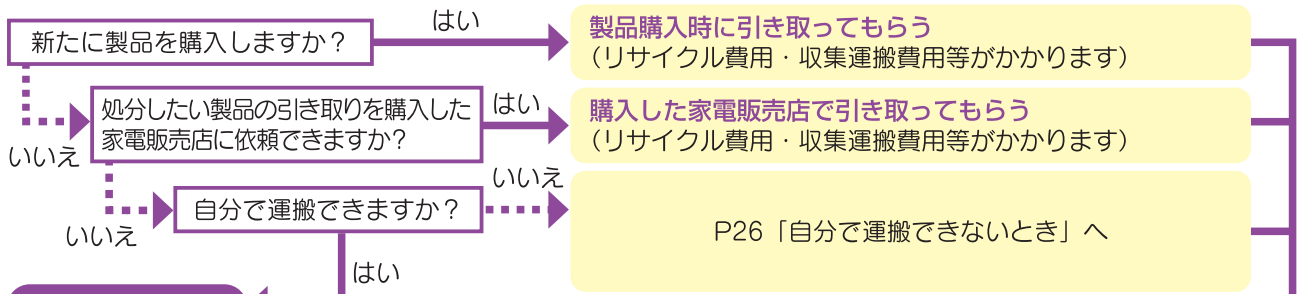 新たに製品を購入しますか？
はい
製品購入時に引き取ってもらう
（リサイクル費用・収集運搬費用等がかかります）
いいえ
処分したい製品の引き取りを購入した
家電販売店に依頼できますか？
はい
購入した家電販売店で引き取ってもらう
（リサイクル費用・収集運搬費用等がかかります）
いいえ
自分で運搬できますか？
いいえ
P26「自分で運搬できないとき」へ
はい